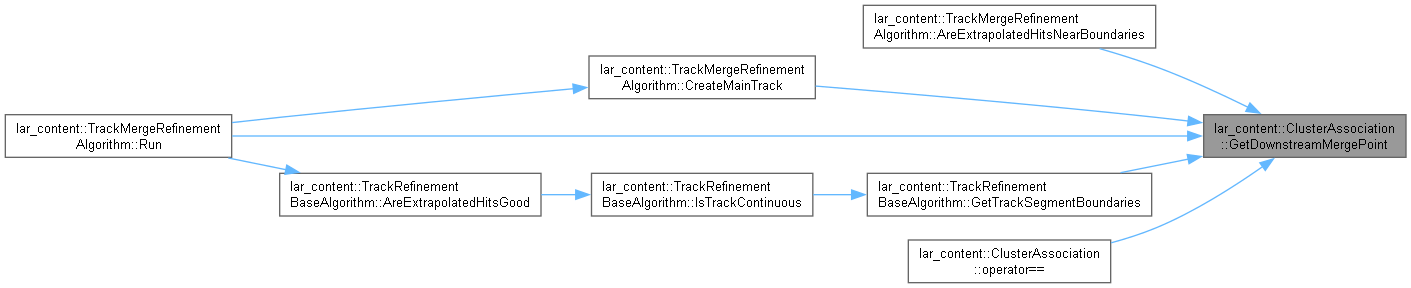 lar_content::TrackMergeRefinement
Algorithm::AreExtrapolatedHitsNearBoundaries
lar_content::TrackMergeRefinement
Algorithm::CreateMainTrack
lar_content::TrackMergeRefinement
Algorithm::Run
lar_content::ClusterAssociation
::GetDownstreamMergePoint
lar_content::TrackRefinement
BaseAlgorithm::AreExtrapolatedHitsGood
lar_content::TrackRefinement
BaseAlgorithm::IsTrackContinuous
lar_content::TrackRefinement
BaseAlgorithm::GetTrackSegmentBoundaries
lar_content::ClusterAssociation
::operator==